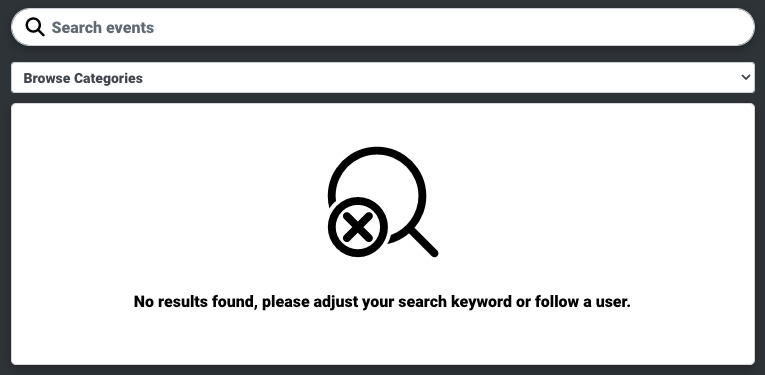 Search events
Browse Categories
No results found, please adjust your search keyword or follow a user.